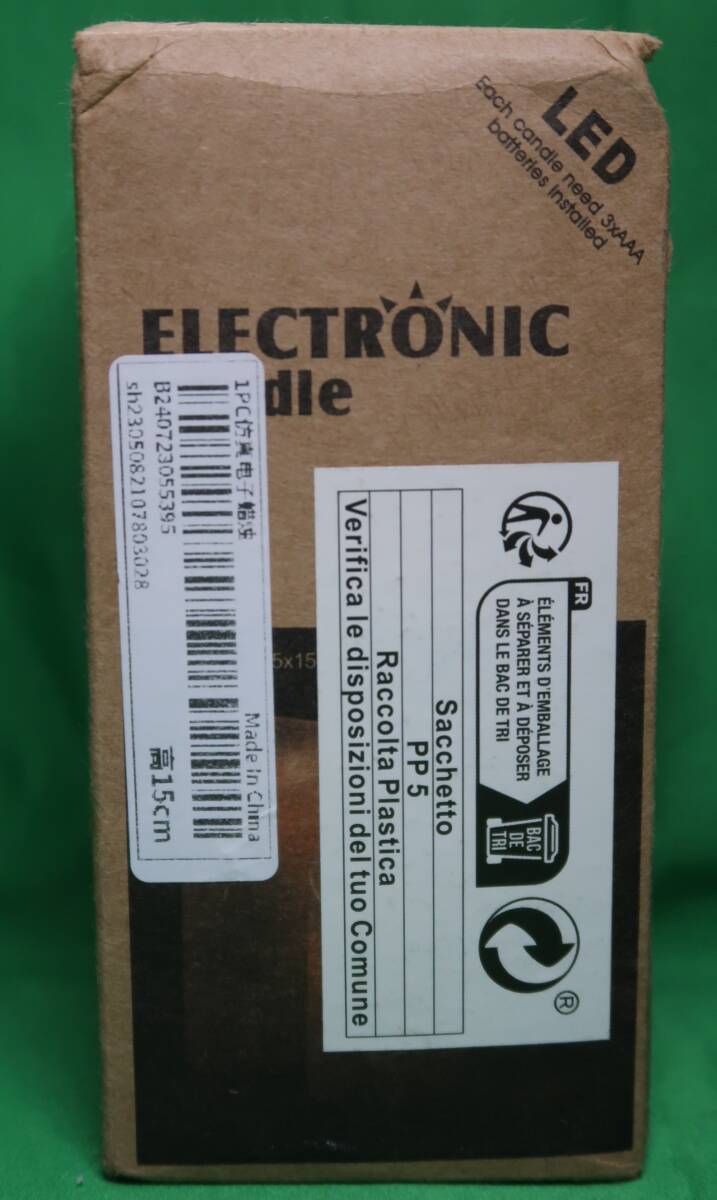 LED
Each candle need 3xAAA
batteries installed
ELECTRONIC
dle
1PC仿真电子蜡烛
B240723055395
sh2305082107803028
Made in China
高15cm
5x15
FR
ÉLÉMENTS D'EMBALLAGE
À SÉPARER ET À DÉPOSER
DANS LE BAC DE TRI
BAC
DE
TRI
®
Sacchetto
PP 5
Raccolta Plastica
Verifica le disposizioni del tuo Comune